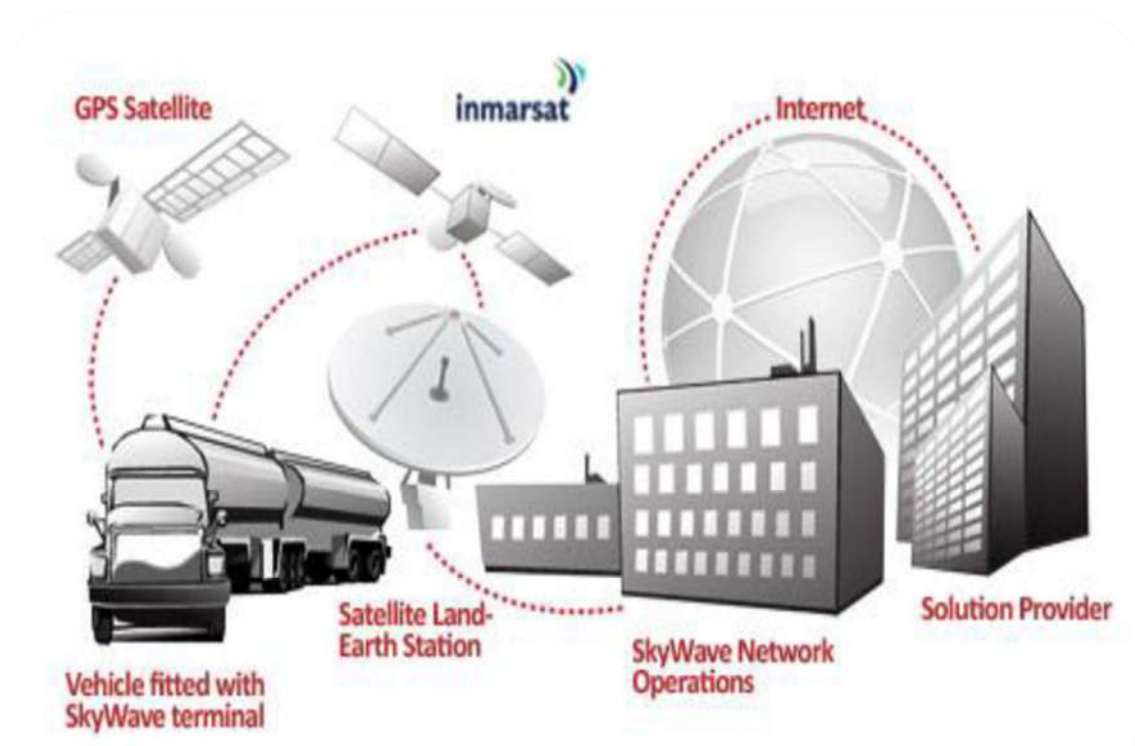 GPS Satellite
inmarsat
Internet
Satellite Land-
Earth Station
SkyWave Network
Operations
Solution Provider
Vehicle fitted with
SkyWave terminal